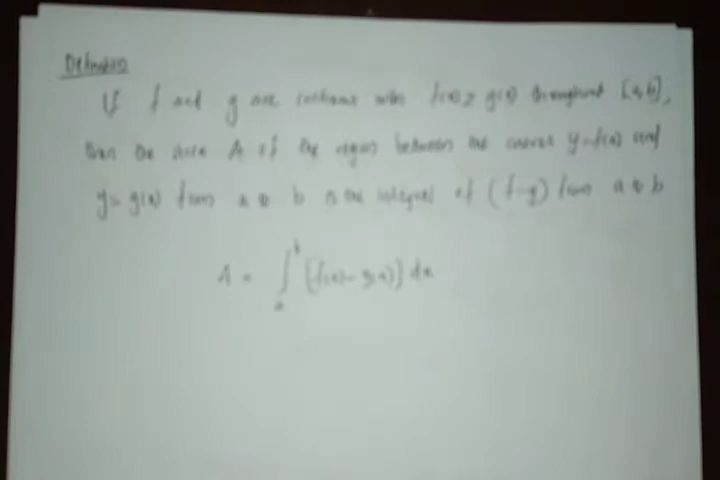 Definition
If f and g are continuous with f(x) ≥ g(x) throughout [a, b],
then the area A of the region between the curves y=f(x) and
y= g(x) from a to b is the integral of (f-g) from a to b
A = ∫_a^b [f(x) - g(x)] dx